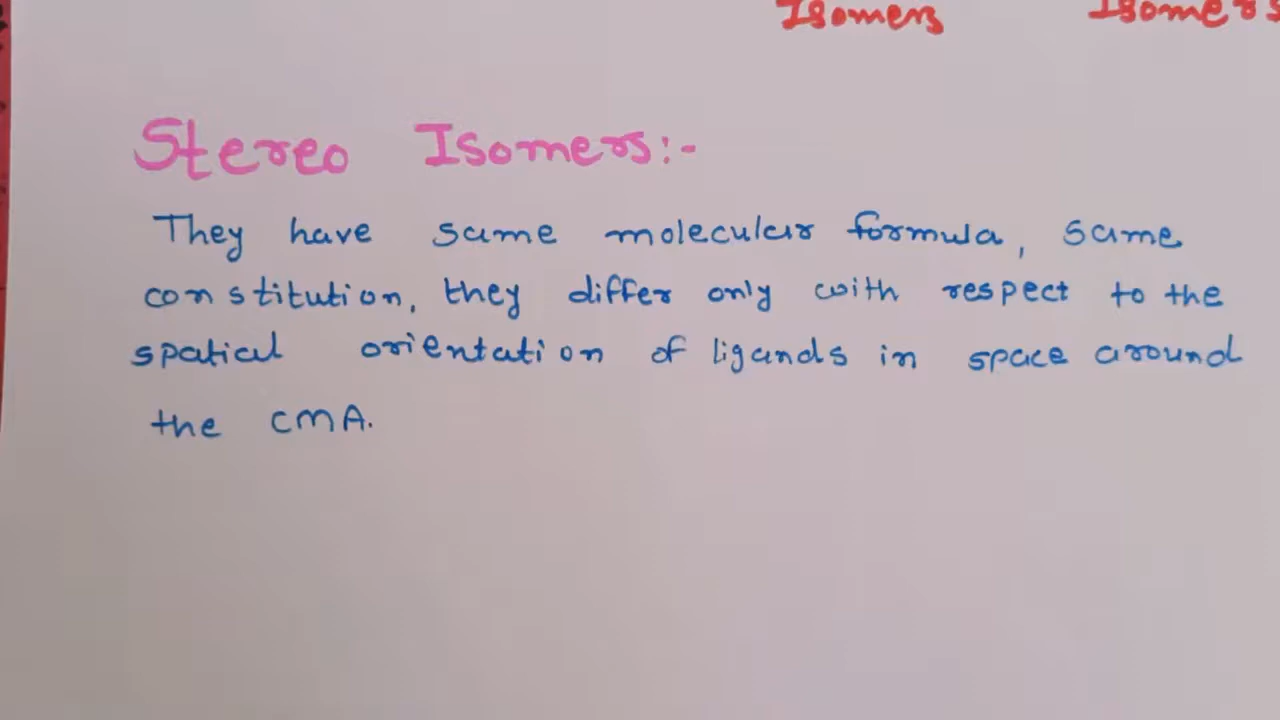 Isomers Isomers
Stereo Isomers:-
They have same molecular formula, same
constitution, they differ only with respect to the
spatial orientation of ligands in space around
the CMA.